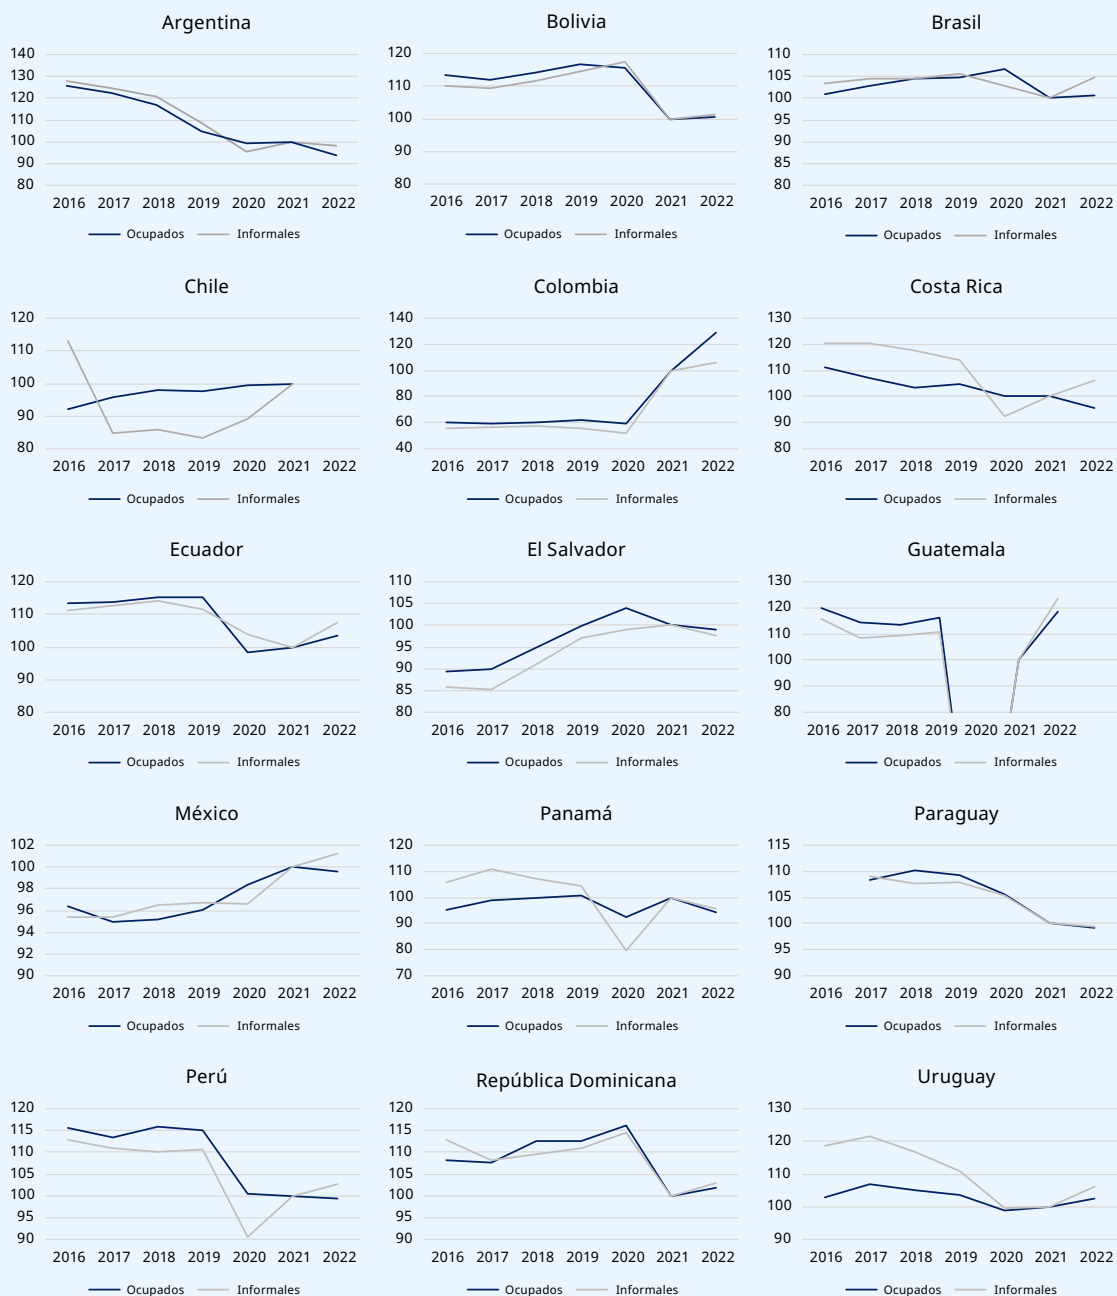 Argentina
140
130
120
110
100
90
80
2016 2017 2018 2019 2020 2021 2022
Ocupados Informales
Bolivia
120
110
100
90
80
2016 2017 2018 2019 2020 2021 2022
Ocupados Informales
Brasil
110
105
100
95
90
85
80
2016 2017 2018 2019 2020 2021 2022
Ocupados Informales
Chile
120
110
100
90
80
2016 2017 2018 2019 2020 2021 2022
Ocupados Informales
Colombia
140
120
100
80
60
40
2016 2017 2018 2019 2020 2021 2022
Ocupados Informales
Costa Rica
130
120
110
100
90
80
2016 2017 2018 2019 2020 2021 2022
Ocupados Informales
Ecuador
120
110
100
90
80
2016 2017 2018 2019 2020 2021 2022
Ocupados Informales
El Salvador
110
105
100
95
90
85
80
2016 2017 2018 2019 2020 2021 2022
Ocupados Informales
Guatemala
130
120
110
100
90
80
2016 2017 2018 2019 2020 2021 2022
Ocupados Informales
México
102
100
98
96
94
92
90
2016 2017 2018 2019 2020 2021 2022
Ocupados Informales
Panamá
120
110
100
90
80
70
2016 2017 2018 2019 2020 2021 2022
Ocupados Informales
Paraguay
115
110
105
100
95
90
2016 2017 2018 2019 2020 2021 2022
Ocupados Informales
Perú
120
115
110
105
100
95
90
2016 2017 2018 2019 2020 2021 2022
Ocupados Informales
República Dominicana
120
115
110
105
100
95
90
2016 2017 2018 2019 2020 2021 2022
Ocupados Informales
Uruguay
130
120
110
100
90
2016 2017 2018 2019 2020 2021 2022
Ocupados Informales